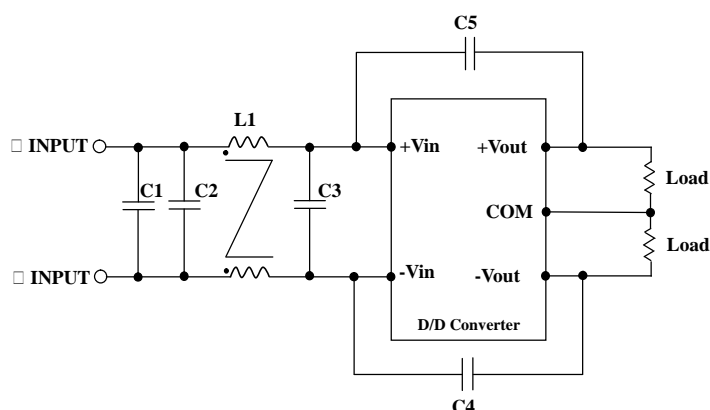 C5
L1
□ INPUT
+Vin
+Vout
C1
C2
C3
Load
COM
Load
□ INPUT
-Vin
-Vout
D/D Converter
C4